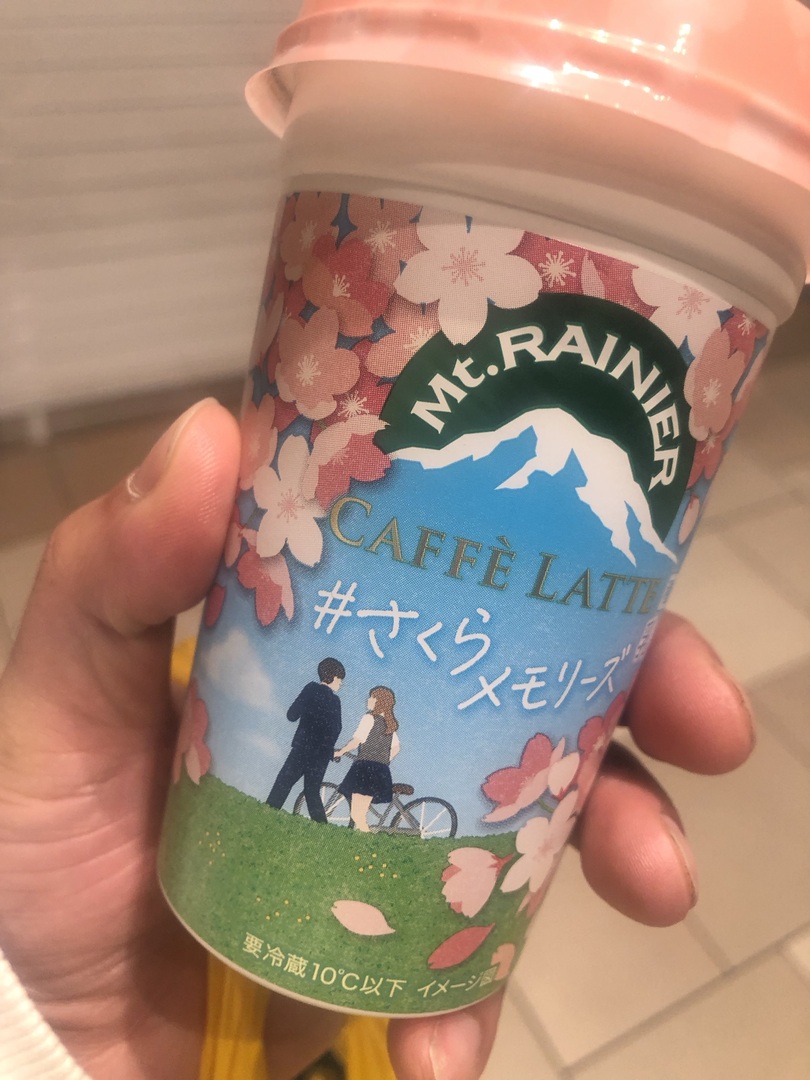 Mt. RAINIER
CAFFÈ LATTE
#さくら
メモリーズ
要冷蔵10℃以下 イメージ